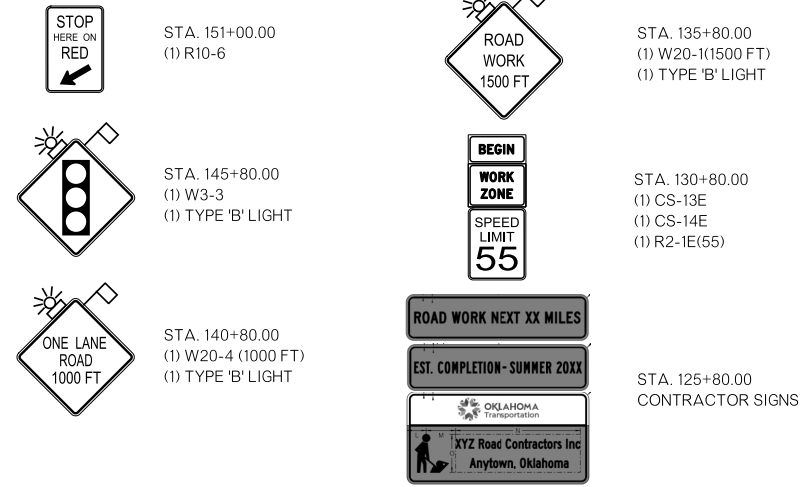 STOP
HERE ON
RED
STA. 151+00.00
(1) R10-6
STA. 145+80.00
(1) W3-3
(1) TYPE 'B' LIGHT
ONE LANE
ROAD
1000 FT
STA. 140+80.00
(1) W20-4 (1000 FT)
(1) TYPE 'B' LIGHT
ROAD
WORK
1500 FT
STA. 135+80.00
(1) W20-1(1500 FT)
(1) TYPE 'B' LIGHT
BEGIN
WORK
ZONE
SPEED
LIMIT
55
STA. 130+80.00
(1) CS-13E
(1) CS-14E
(1) R2-1E(55)
ROAD WORK NEXT XX MILES
EST. COMPLETION- SUMMER 20XX
OKLAHOMA
Transportation
L M N
XYZ Road Contractors Inc
Anytown, Oklahoma
STA. 125+80.00
CONTRACTOR SIGNS